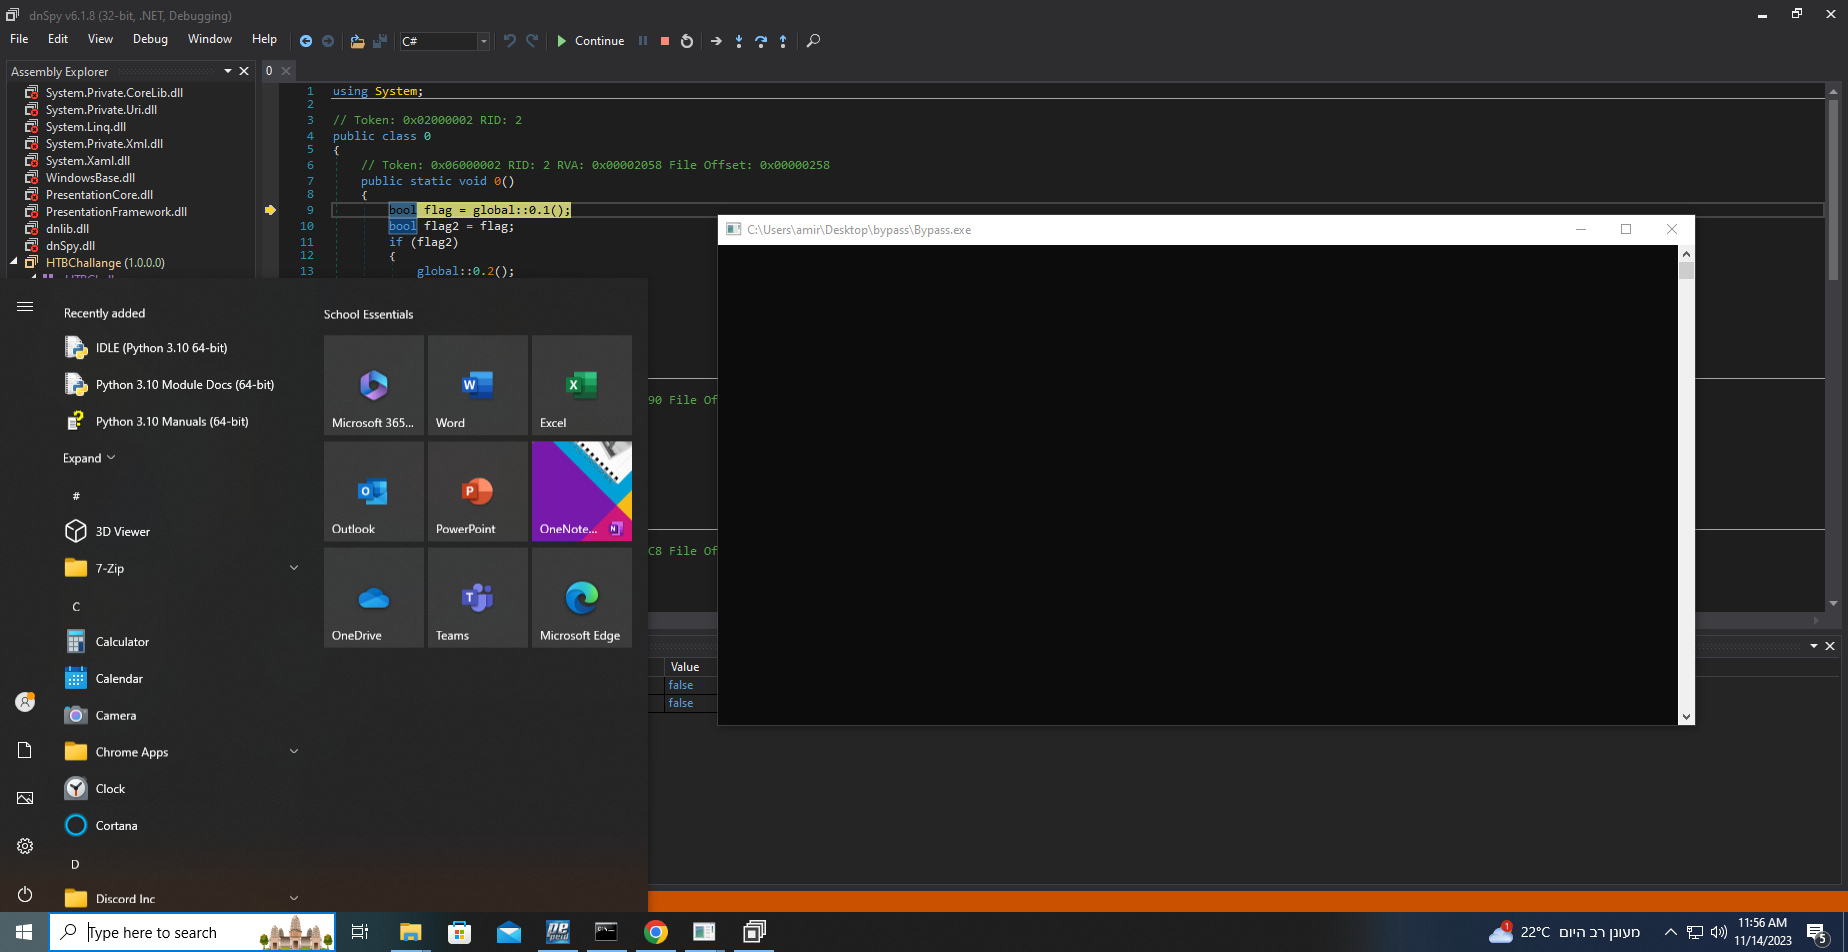 dnSpy v6.1.8 (32-bit, .NET, Debugging)
File Edit View Debug Window Help C# Continue
Assembly Explorer
0
System.Private.CoreLib.dll
System.Private.Uri.dll
System.Linq.dll
System.Private.Xml.dll
System.Xaml.dll
WindowsBase.dll
PresentationCore.dll
PresentationFramework.dll
dnlib.dll
dnSpy.dll
HTBChallange (1.0.0.0)
1 using System;
2
3 // Token: 0x02000002 RID: 2
4 public class 0
5 {
6 // Token: 0x06000002 RID: 2 RVA: 0x00002058 File Offset: 0x00000258
7 public static void 0()
8 {
9 bool flag = global::0.1();
10 bool flag2 = flag;
11 if (flag2)
12 {
13 global::0.2();
90 File Of
C8 File Of
Value
false
false
C:\Users\amir\Desktop\bypass\Bypass.exe
Recently added
IDLE (Python 3.10 64-bit)
Python 3.10 Module Docs (64-bit)
Python 3.10 Manuals (64-bit)
Expand
#
3D Viewer
7-Zip
C
Calculator
Calendar
Camera
Chrome Apps
Clock
Cortana
D
Discord Inc
School Essentials
Microsoft 365...
Word
Excel
Outlook
PowerPoint
OneNote...
OneDrive
Teams
Microsoft Edge
Type here to search
1
22°C מעונן רב היום
11:56 AM
11/14/2023
5